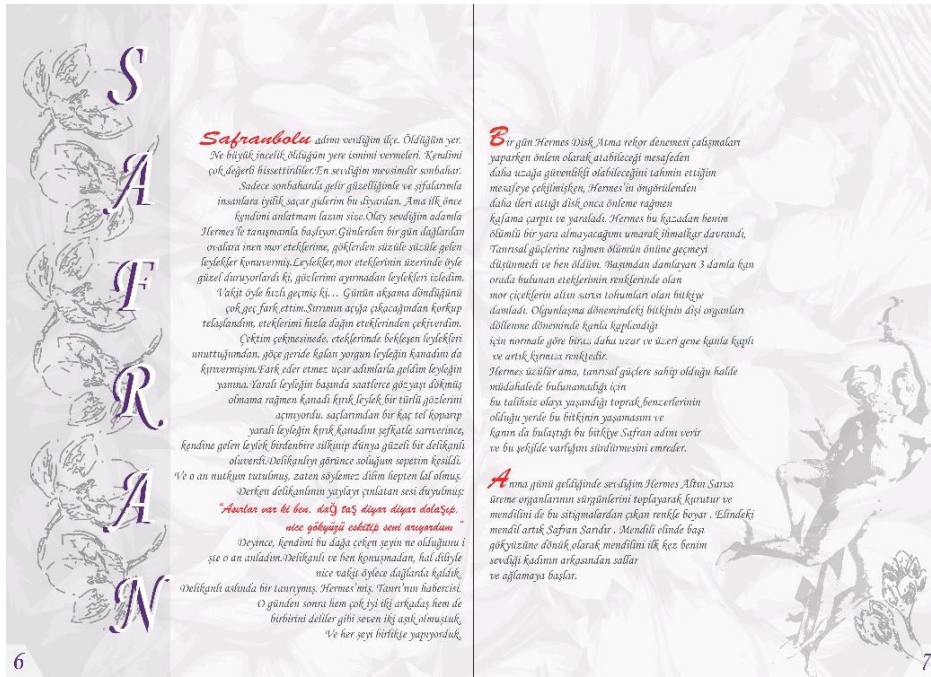 SAFRAN
Safranbolu adımı verdiğim ilçe. Öldüğüm yer.
Ne büyük incelik öldüğüm yere ismimi vermeleri. Kendimi
çok değerli hissettirdiler.En sevdiğim mevsimdir sonbahar.
Sadece sonbaharda gelir güzelliğimle ve şifalarımla
insanlara iyilik saçar giderim bu diyardan. Ama ilk önce
kendimi anlatmam lazım size.Olay sevdiğim adamla
Hermes'le tanışmamla başlıyor.Günlerden bir gün dağlardan
ovalara inen mor eteklerime, göklerden süzüle süzüle gelen
leylekler konuvermiş.Leylekler,mor eteklerimin üzerinde öyle
güzel duruyorlardı ki, gözlerimi ayırmadan leylekleri izledim.
Vakit öyle hızlı geçmiş ki... Günün akşama döndüğünü
çok geç fark ettim.Sırrımın açığa çıkacağından korkup
telaşlandım, eteklerimi hızla dağın eteklerinden çekiverdim.
Çektim çekmesinede, eteklerimde bekleşen leylekleri
unuttuğumdan, göçe geride kalan yorgun leyleğin kanadını da
kırıvermişim.Fark eder etmez uçar adımlarla geldim leyleğin
yanına.Yaralı leyleğin başında saatlerce gözyaşı dökmüş
olmama rağmen kanadı kırık leylek bir türlü gözlerini
açmıyordu. saçlarımdan bir kaç tel koparıp
yaralı leyleğin kırık kanadını şefkatle sarıverince,
kendine gelen leylek birdenbire silkinip dünya güzeli bir delikanlı
oluverdi.Delikanlıyı görünce soluğum sepetim kesildi.
Ve o an nutkum tutulmuş, zaten söylemez dilim hepten lal olmuş.
Derken delikanlının yaylayı çınlatan sesi duyulmuş:
"Asırlar var ki ben, dağ taş diyar diyar dolaşıp,
nice gökyüzü eskitip seni arıyordum "
Deyince, kendimi bu dağa çeken şeyin ne olduğunu i
şte o an anladım.Delikanlı ve ben konuşmadan, hal diliyle
nice vakit öylece dağlarda kaldık.
Delikanlı aslında bir tanrıymış. Hermes'miş. Tanrı'nın habercisi.
O günden sonra hem çok iyi iki arkadaş hem de
birbirini deliler gibi seven iki aşık olmuştuk.
Ve her şeyi birlikte yapıyorduk.
6
Bir gün Hermes Disk Atma rekor denemesi çalışmaları
yaparken önlem olarak atabileceği mesafeden
daha uzağa güvenlikli olabileceğini tahmin ettiğim
mesafeye çekilmişken, Hermes'in öngörülenden
daha ileri attığı disk onca önleme rağmen
kafama çarptı ve yaraladı. Hermes bu kazadan benim
ölümlü bir yara almayacağımı umarak ihmalkar davrandı,
Tanrısal güçlerine rağmen ölümün önüne geçmeyi
düşünmedi ve ben öldüm. Başımdan damlayan 3 damla kan
orada bulunan eteklerimin renklerinde olan
mor çiçeklerin altın sarısı tohumları olan bitkiye
damladı. Olgunlaşma dönemindeki bitkinin dişi organları
döllenme döneminde kanla kaplandığı
için normale göre biraz daha uzar ve üzeri gene kanla kaplı
ve artık kırmızı renktedir.
Hermes üzülür ama, tanrısal güçlere sahip olduğu halde
müdahalede bulunamadığı için
bu talihsiz olayı yaşandığı toprak benzerlerinin
olduğu yerde bu bitkinin yaşamasını ve
kanın da bulaştığı bu bitkiye Safran adını verir
ve bu şekilde varlığını sürdürmesini emreder.
Anma günü geldiğinde sevdiğim Hermes Altın Sarısı
üreme organlarının sürgünlerini toplayarak kurutur ve
mendilini de bu stigmalardan çıkan renkle boyar . Elindeki
mendil artık Safran Sarıdır . Mendili elinde başı
gökyüzüne dönük olarak mendilini ilk kez benim
sevdiği kadının arkasından sallar
ve ağlamaya başlar.
7